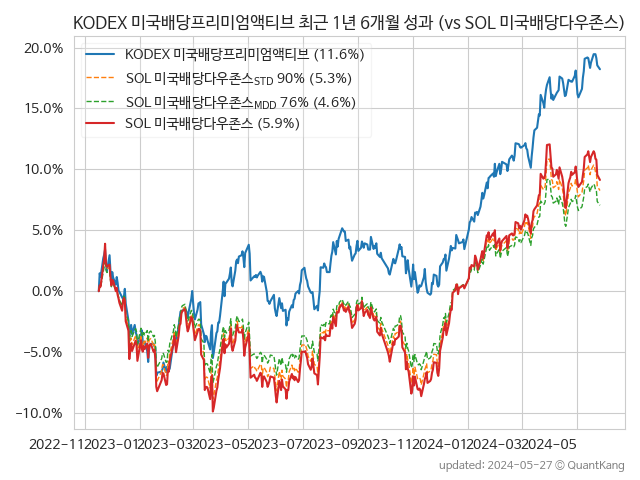 KODEX 미국배당프리미엄액티브 최근 1년 6개월 성과 (vs SOL 미국배당다우존스)
20.0%
15.0%
10.0%
5.0%
0.0%
−5.0%
−10.0%
KODEX 미국배당프리미엄액티브 (11.6%)
SOL 미국배당다우존스STD 90% (5.3%)
SOL 미국배당다우존스MDD 76% (4.6%)
SOL 미국배당다우존스 (5.9%)
2022-11 2023-01 2023-03 2023-05 2023-07 2023-09 2023-11 2024-01 2024-03 2024-05
updated: 2024-05-27 © QuantKang